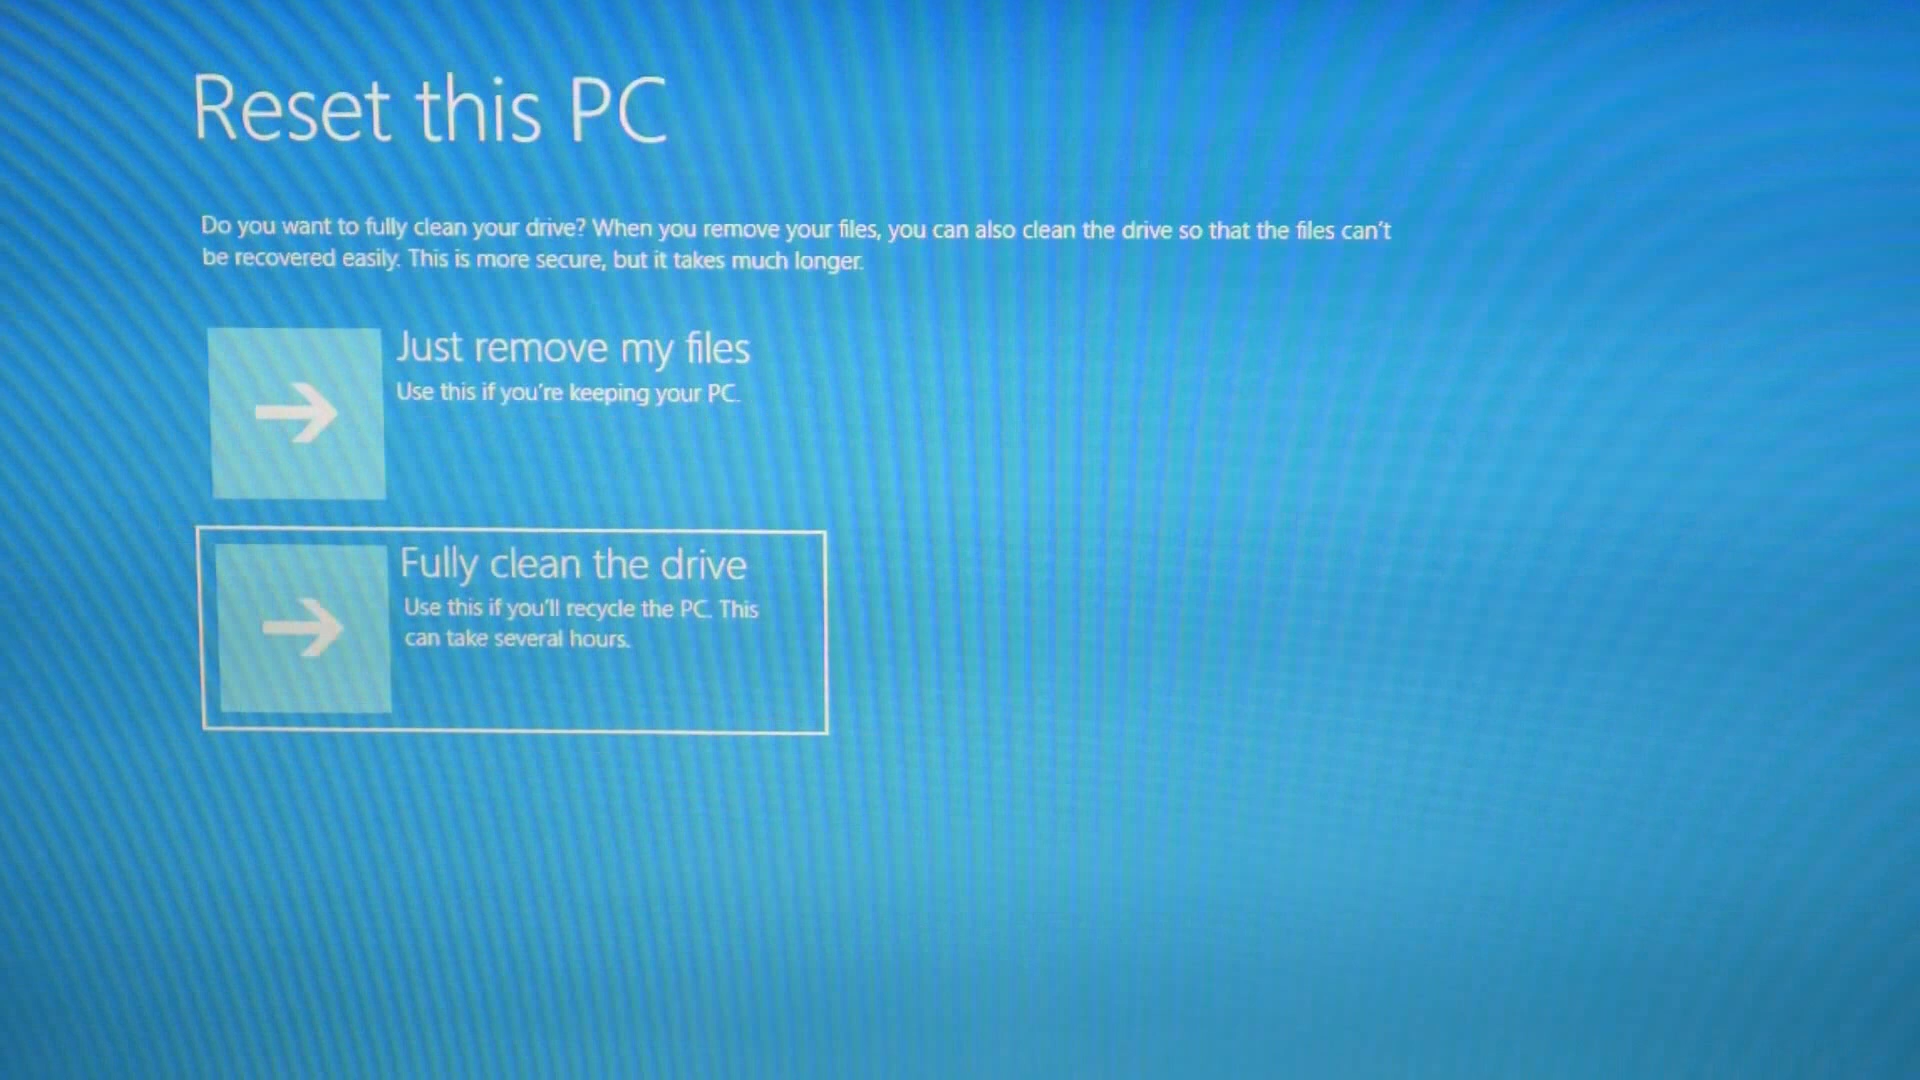 Reset this PC
Do you want to fully clean your drive? When you remove your files, you can also clean the drive so that the files can't
be recovered easily. This is more secure, but it takes much longer.
Just remove my files
Use this if you're keeping your PC.
Fully clean the drive
Use this if you'll recycle the PC. This
can take several hours.